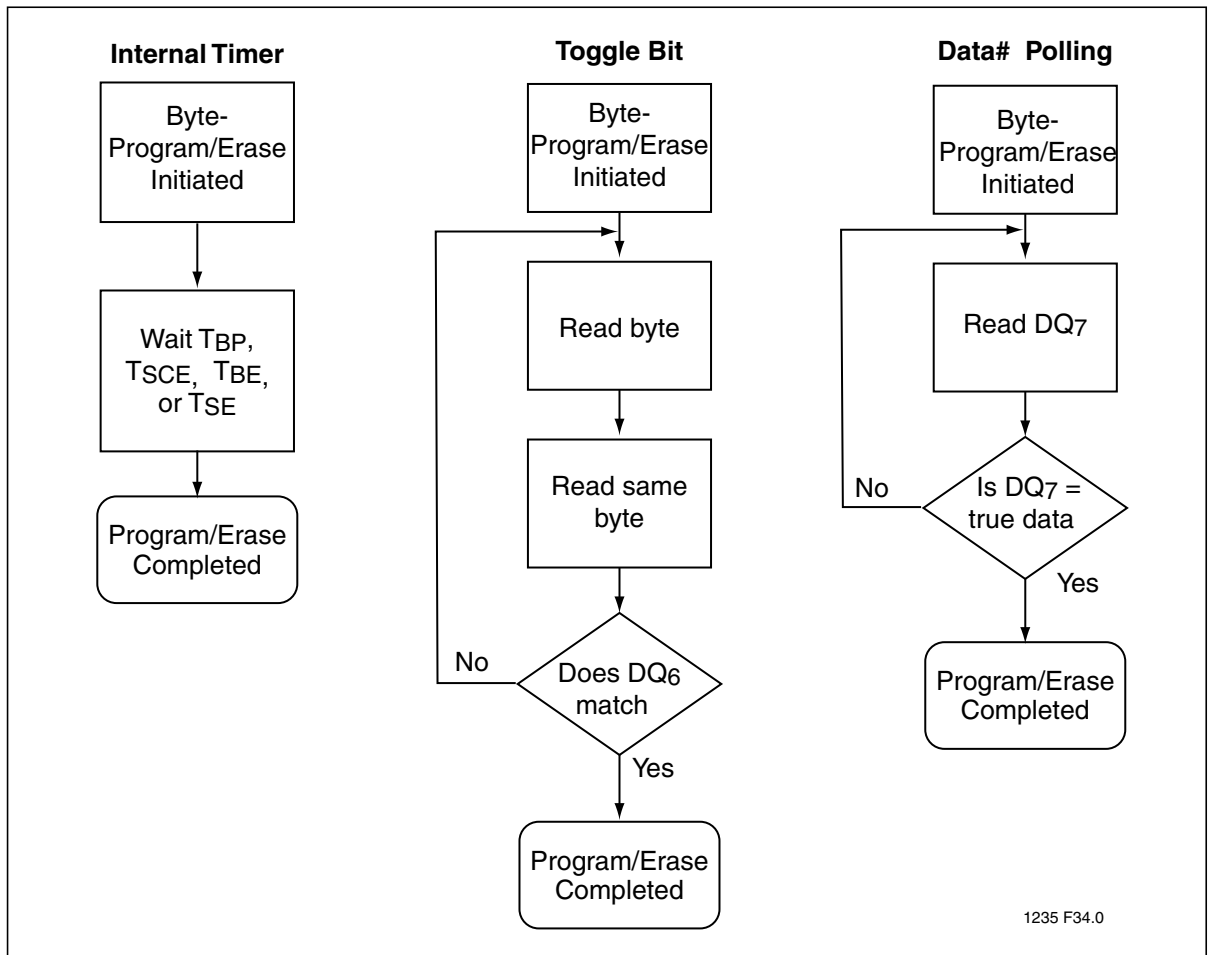 Internal Timer
Byte-
Program/Erase
Initiated
Wait TBP,
TSCE, TBE,
or TSE
Program/Erase
Completed
Toggle Bit
Byte-
Program/Erase
Initiated
Read byte
Read same
byte
No
Does DQ6
match
Yes
Program/Erase
Completed
Data# Polling
Byte-
Program/Erase
Initiated
Read DQ7
No
Is DQ7 =
true data
Yes
Program/Erase
Completed
1235 F34.0